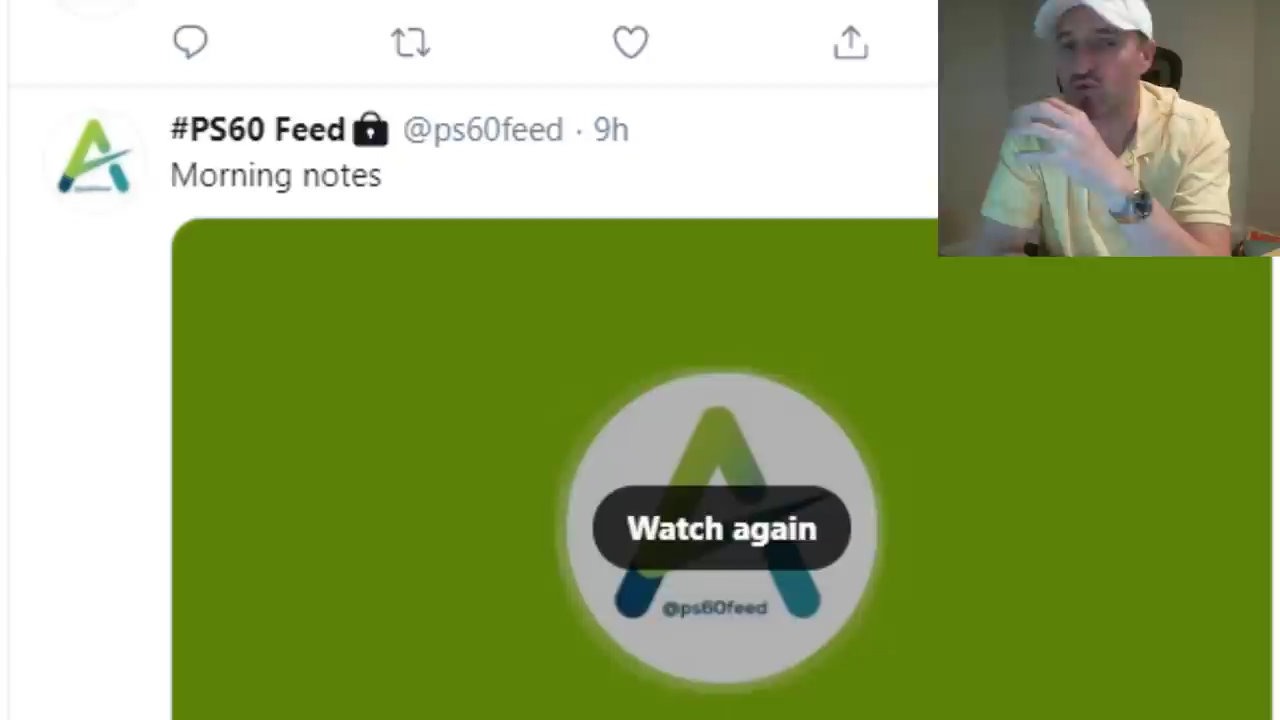 #PS60 Feed🔒 @ps60feed · 9h
Morning notes
Watch again
@ps60feed